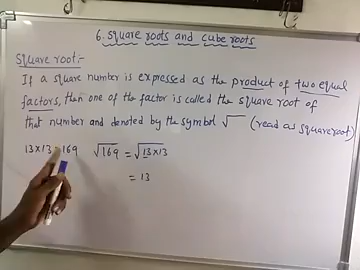 6. square roots and cube roots
Square root:-
If a square number is expressed as the product of two equal
factors, then one of the factor is called the square root of
that number and denoted by the symbol √ (read as squareroot)
13×13=169 √169 = √13×13
= 13